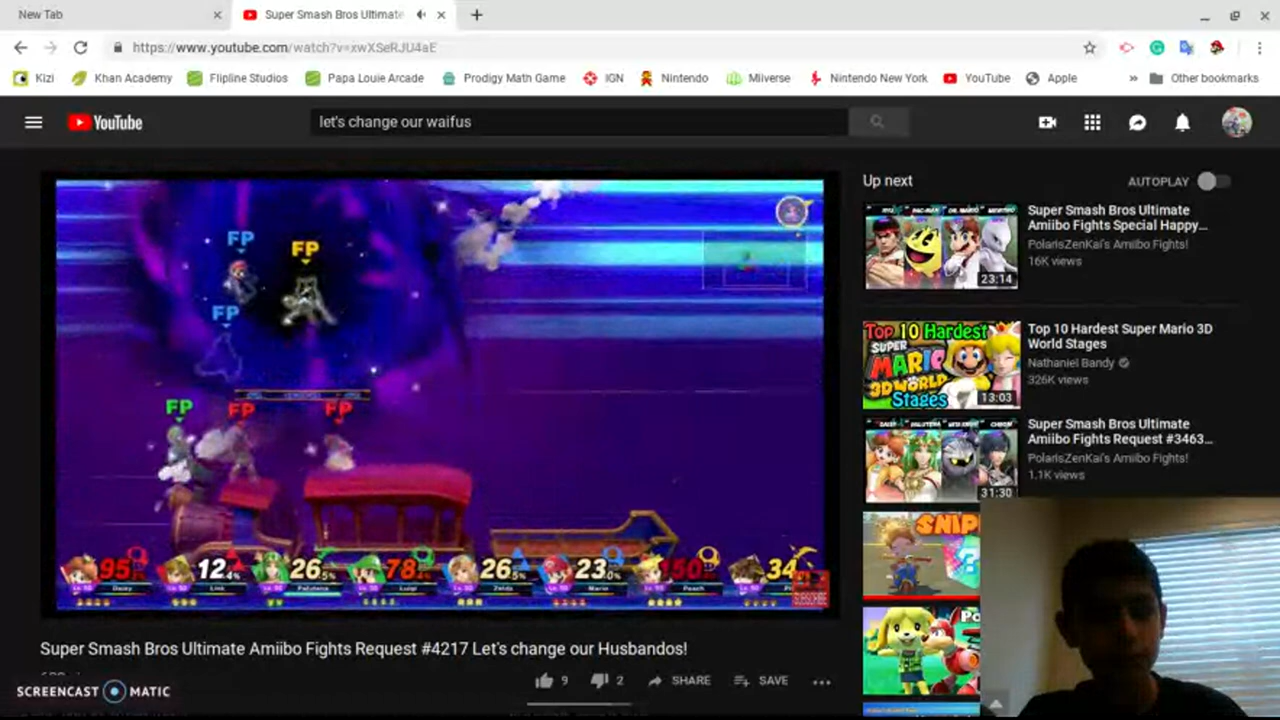 New Tab
Super Smash Bros Ultimate
https://www.youtube.com/watch?v=xwXSeRJU4aE
Kizi
Khan Academy
Flipline Studios
Papa Louie Arcade
Prodigy Math Game
IGN
Nintendo
Miiverse
Nintendo New York
YouTube
Apple
»
Other bookmarks
YouTube
let's change our waifus
Up next
AUTOPLAY
FP
FP
FP
FP FP FP
95
12
26
78
26
23
150
34
Daisy
Link
Palutena
Luigi
Zelda
Mario
Peach
SUBSCRIBE
Super Smash Bros Ultimate Amiibo Fights Request #4217 Let's change our Husbandos!
9
2
SHARE
SAVE
SCREENCAST MATIC
23:14
Super Smash Bros Ultimate
Amiibo Fights Special Happy...
PolarisZenKai's Amiibo Fights!
16K views
Top 10 Hardest
SUPER
MARIO
3D WORLD
Stages
13:03
Top 10 Hardest Super Mario 3D
World Stages
Nathaniel Bandy
326K views
31:30
Super Smash Bros Ultimate
Amiibo Fights Request #3463...
PolarisZenKai's Amiibo Fights!
1.1K views
SNIP
Po